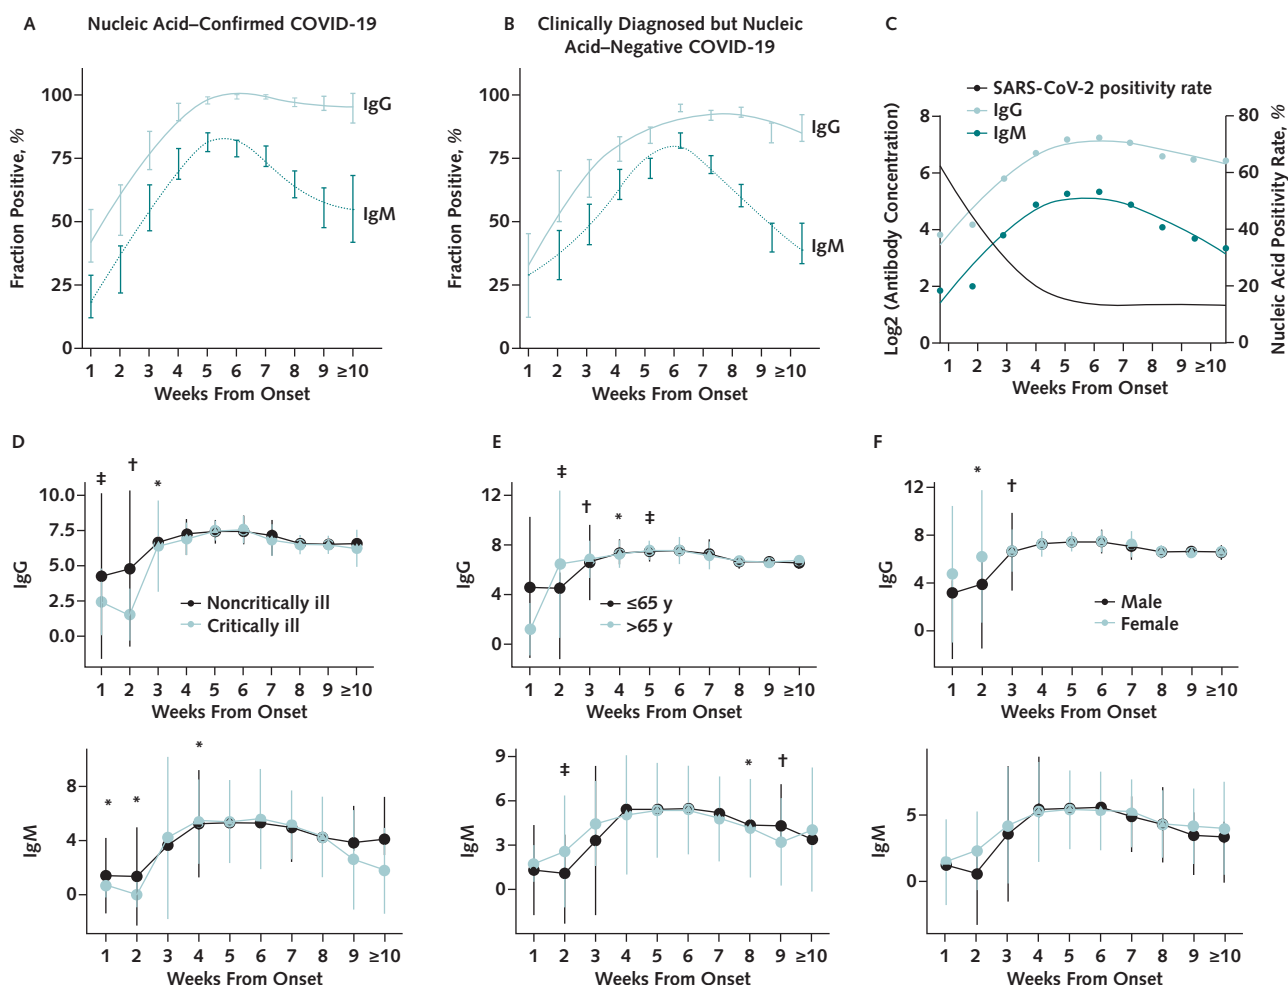 A Nucleic Acid–Confirmed COVID-19
Fraction Positive, %
100
75
50
25
0
IgG
IgM
1 2 3 4 5 6 7 8 9 ≥10
Weeks From Onset
B Clinically Diagnosed but Nucleic
Acid–Negative COVID-19
Fraction Positive, %
100
75
50
25
0
IgG
IgM
1 2 3 4 5 6 7 8 9 ≥10
Weeks From Onset
C
SARS-CoV-2 positivity rate
IgG
IgM
Log2 (Antibody Concentration)
8
6
4
2
0
80
60
40
20
0
Nucleic Acid Positivity Rate, %
1 2 3 4 5 6 7 8 9 ≥10
Weeks From Onset
D
‡ † *
IgG
10.0
7.5
5.0
2.5
0.0
Noncritically ill
Critically ill
1 2 3 4 5 6 7 8 9 ≥10
Weeks From Onset
* * *
IgM
8
4
0
1 2 3 4 5 6 7 8 9 ≥10
Weeks From Onset
E
‡ † * ‡
IgG
12
8
4
0
≤65 y
>65 y
1 2 3 4 5 6 7 8 9 ≥10
Weeks From Onset
‡ * †
IgM
9
6
3
0
1 2 3 4 5 6 7 8 9 ≥10
Weeks From Onset
F
* †
IgG
12
8
4
0
Male
Female
1 2 3 4 5 6 7 8 9 ≥10
Weeks From Onset
IgM
5
0
1 2 3 4 5 6 7 8 9 ≥10
Weeks From Onset